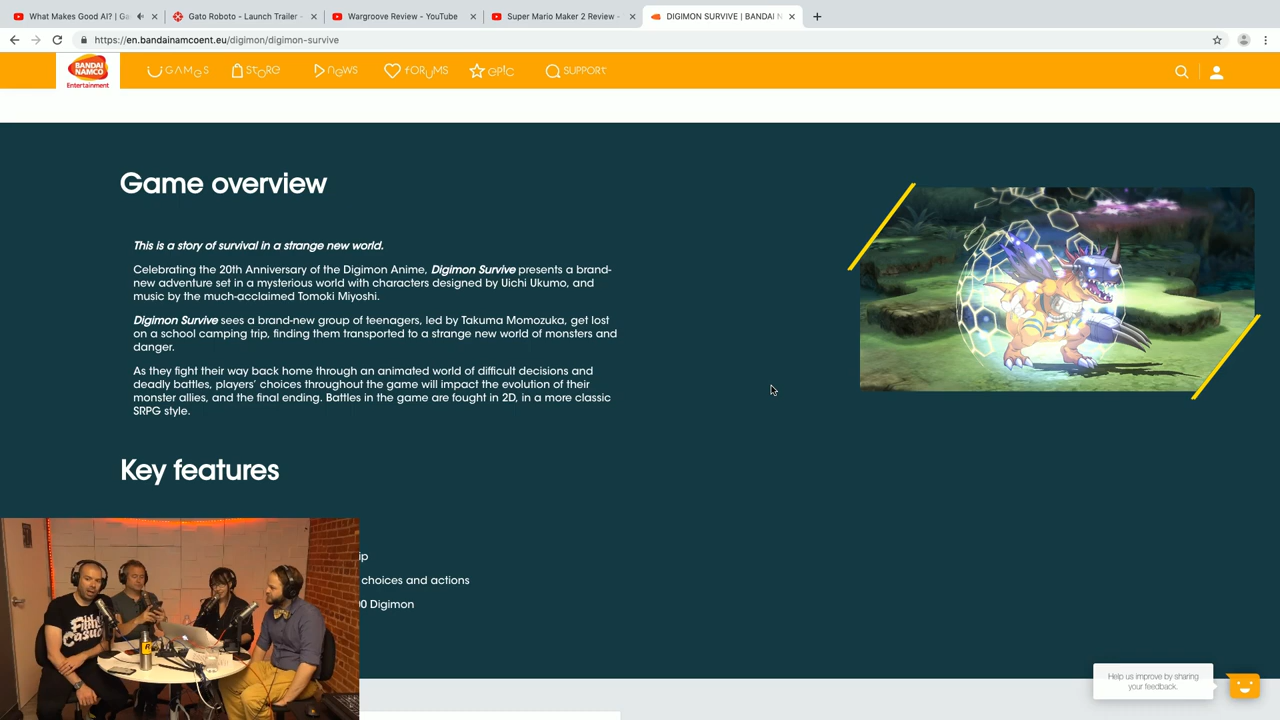 What Makes Good AI? | Ga
Gato Roboto - Launch Trailer -
Wargroove Review - YouTube
Super Mario Maker 2 Review -
DIGIMON SURVIVE | BANDAI N
https://en.bandainamcoent.eu/digimon/digimon-survive
BANDAI
NAMCO
Entertainment
GAMES
STORE
NEWS
FORUMS
EPIC
SUPPORT
Game overview
This is a story of survival in a strange new world.
Celebrating the 20th Anniversary of the Digimon Anime, Digimon Survive presents a brand-
new adventure set in a mysterious world with characters designed by Uichi Ukumo, and
music by the much-acclaimed Tomoki Miyoshi.
Digimon Survive sees a brand-new group of teenagers, led by Takuma Momozuka, get lost
on a school camping trip, finding them transported to a strange new world of monsters and
danger.
As they fight their way back home through an animated world of difficult decisions and
deadly battles, players' choices throughout the game will impact the evolution of their
monster allies, and the final ending. Battles in the game are fought in 2D, in a more classic
SRPG style.
Key features
ip
choices and actions
00 Digimon
Casual
Help us improve by sharing
your feedback.